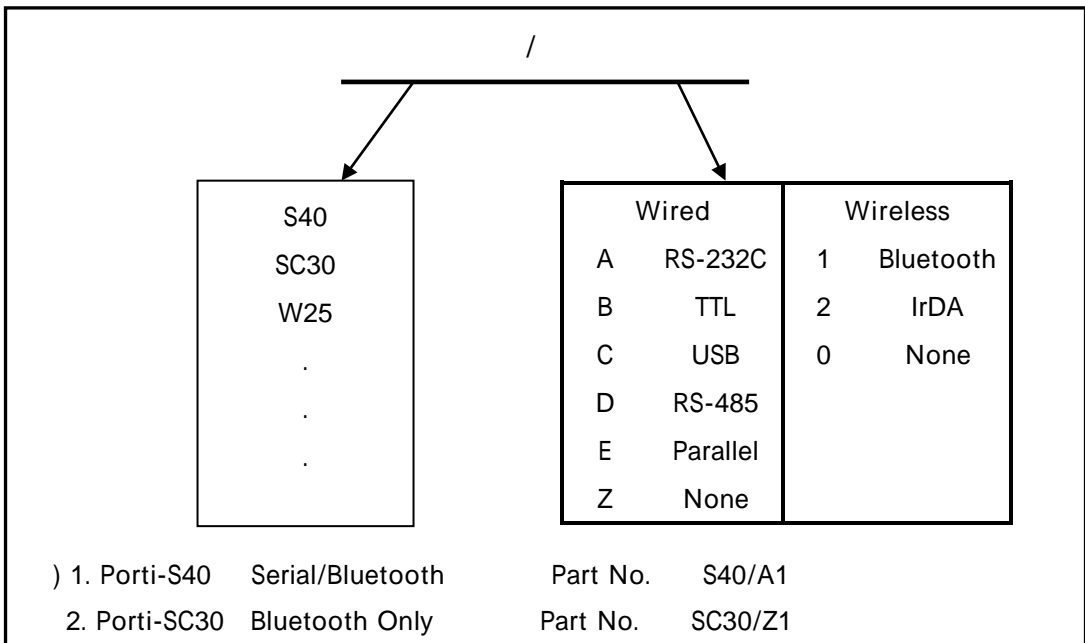 /
S40
SC30
W25
.
.
.
Wired Wireless
A RS-232C 1 Bluetooth
B TTL 2 IrDA
C USB 0 None
D RS-485
E Parallel
Z None
) 1. Porti-S40 Serial/Bluetooth Part No. S40/A1
2. Porti-SC30 Bluetooth Only Part No. SC30/Z1